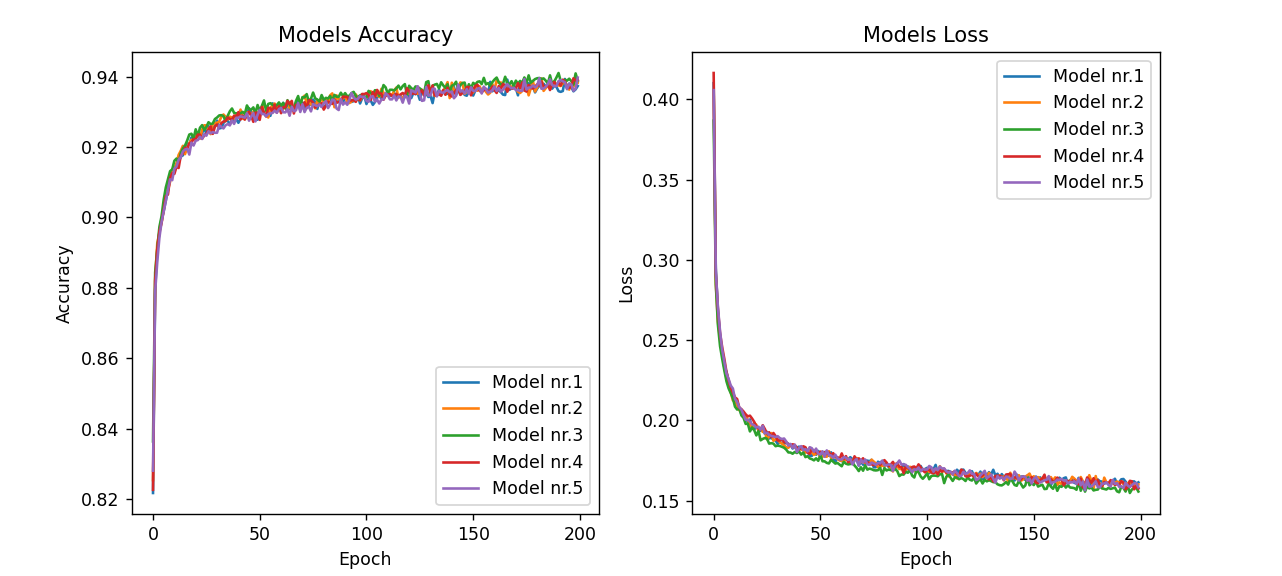 Models Accuracy
0.94
0.92
0.90
0.88
0.86
0.84
0.82
Accuracy
0
50
100
150
200
Epoch
Model nr.1
Model nr.2
Model nr.3
Model nr.4
Model nr.5
Models Loss
0.40
0.35
0.30
0.25
0.20
0.15
Loss
0
50
100
150
200
Epoch
Model nr.1
Model nr.2
Model nr.3
Model nr.4
Model nr.5